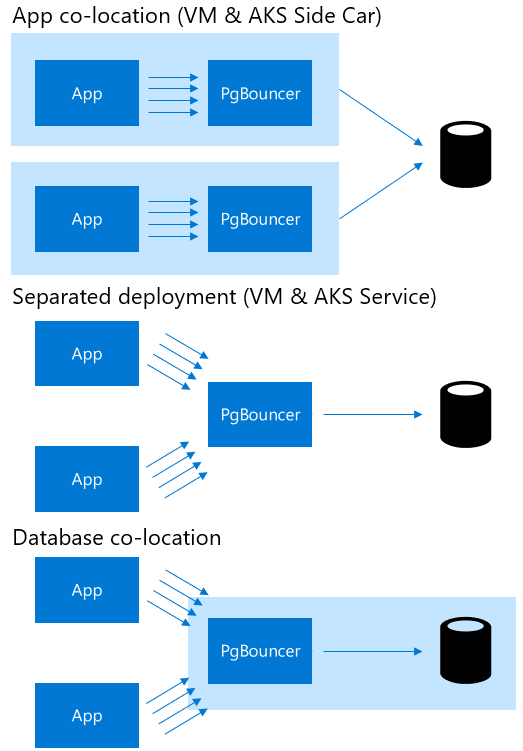 App co-location (VM & AKS Side Car)
App
PgBouncer
App
PgBouncer
Separated deployment (VM & AKS Service)
App
PgBouncer
App
Database co-location
App
PgBouncer
App